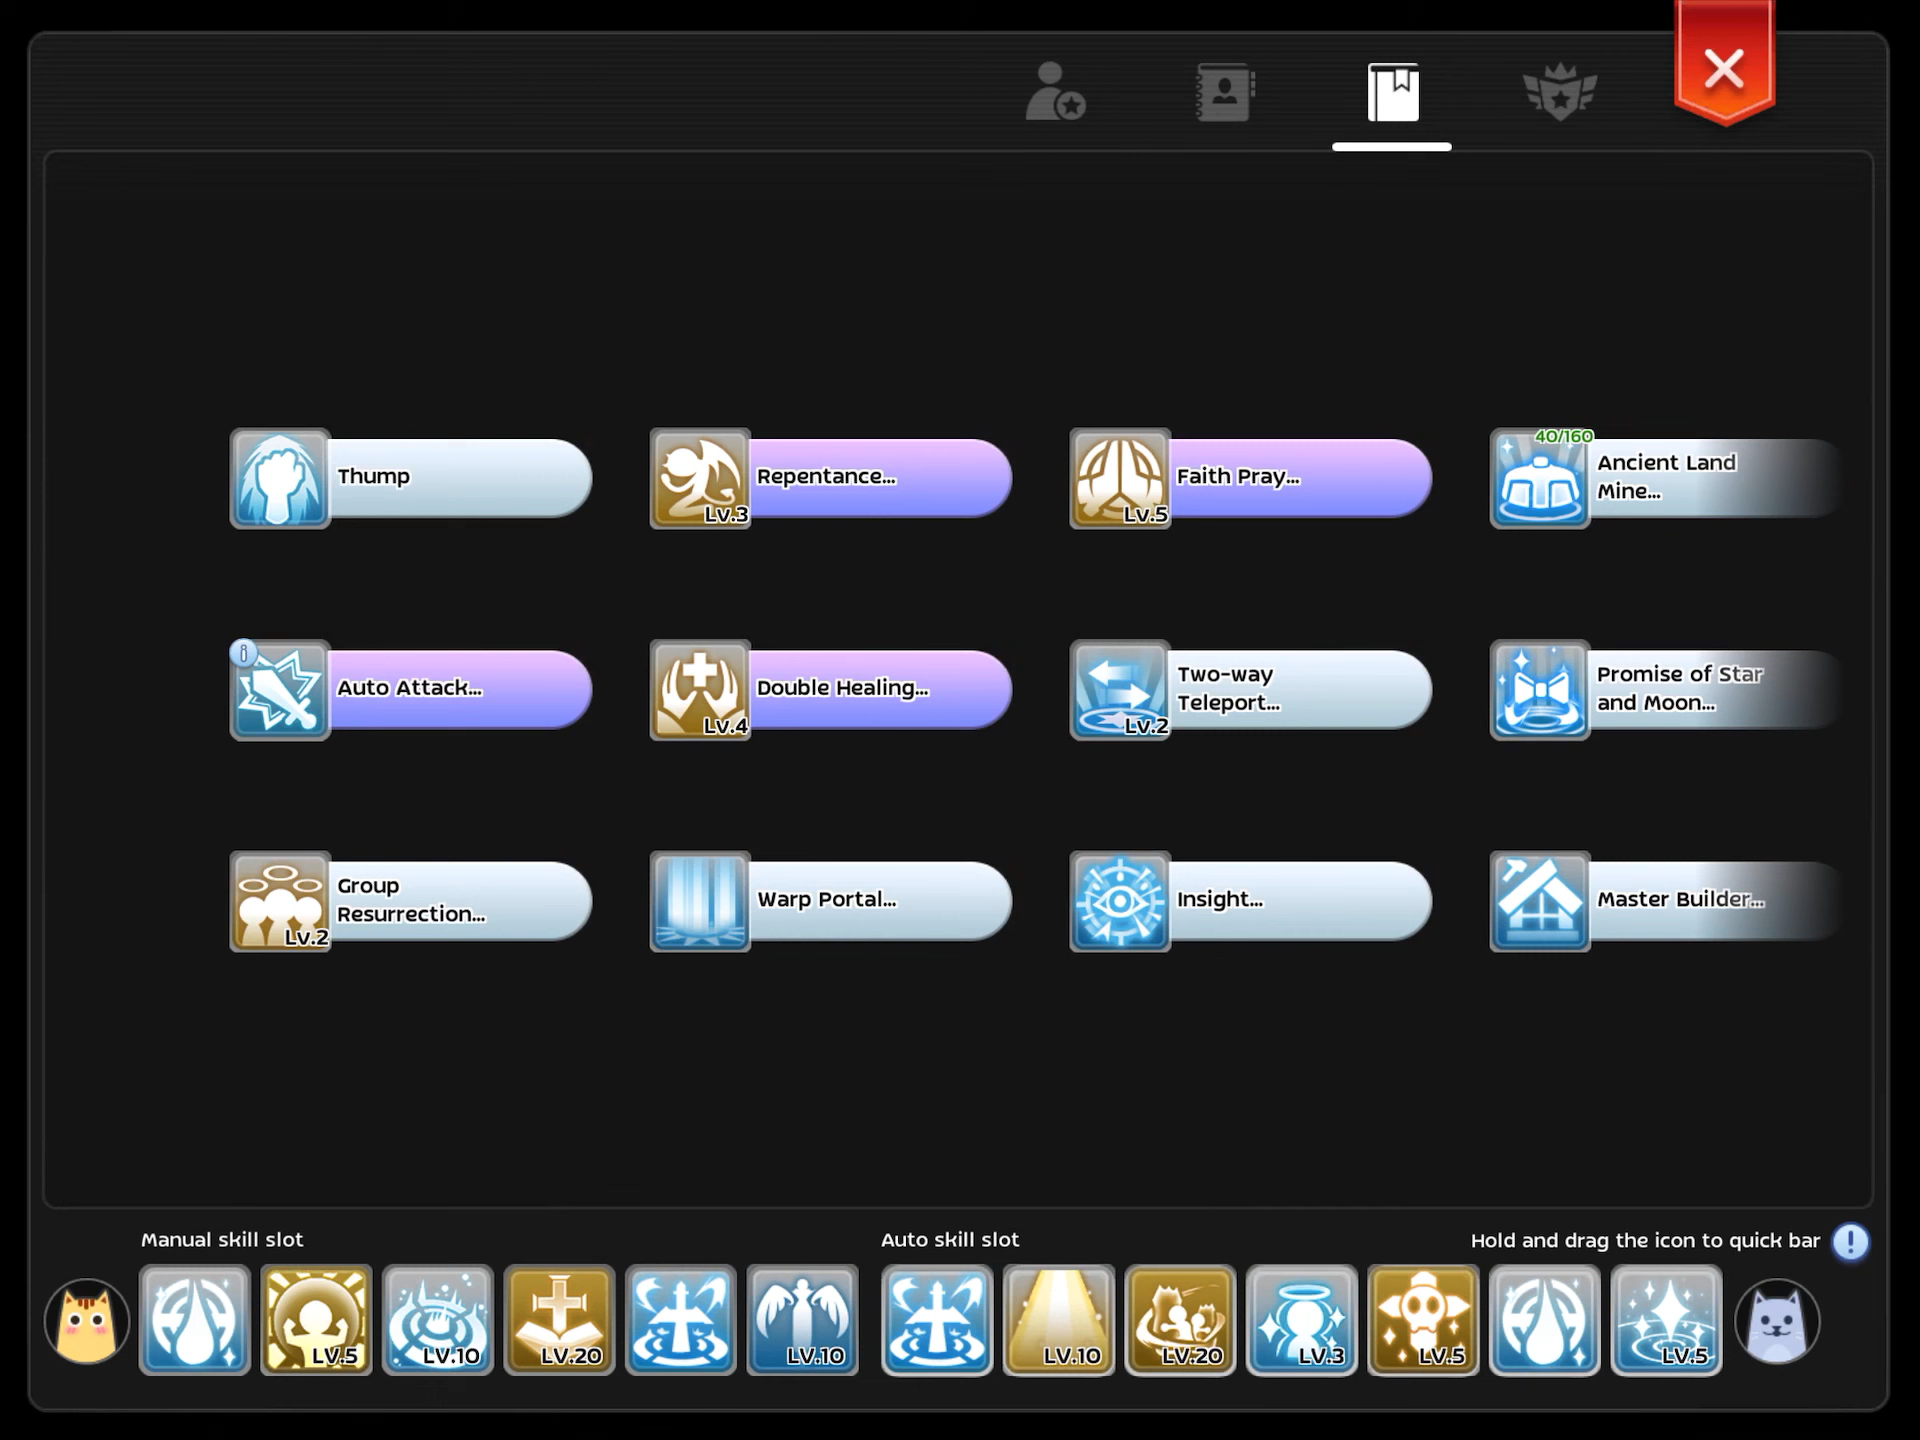 Thump
Lv.3
Repentance...
Lv.5
Faith Pray...
40/160
Ancient Land
Mine...
Auto Attack...
Lv.4
Double Healing...
Lv.2
Two-way
Teleport...
Promise of Star
and Moon...
Lv.2
Group
Resurrection...
Warp Portal...
Insight...
Master Builder...
Manual skill slot
Auto skill slot
Hold and drag the icon to quick bar
LV.5
LV.10
LV.20
LV.10
LV.10
LV.20
LV.3
LV.5
LV.5